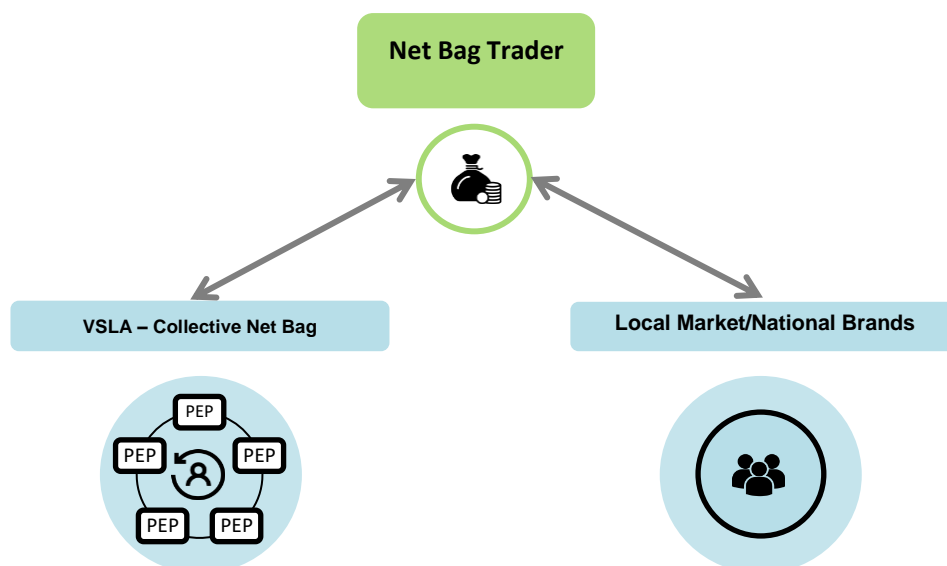 Net Bag Trader
VSLA – Collective Net Bag
Local Market/National Brands
PEP
PEP
PEP
PEP
PEP